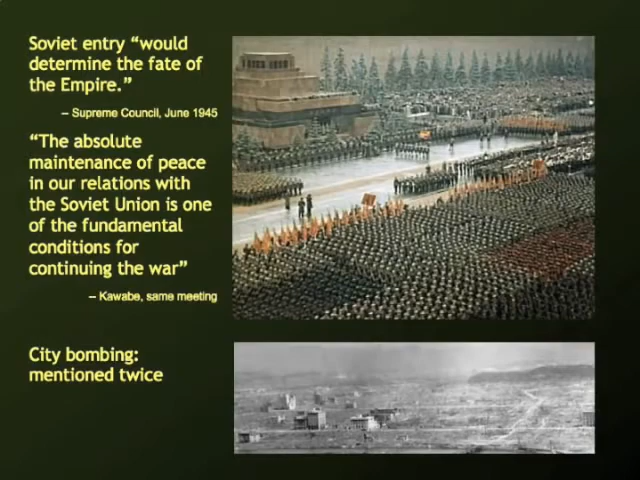 Soviet entry “would
determine the fate of
the Empire.”
– Supreme Council, June 1945
“The absolute
maintenance of peace
in our relations with
the Soviet Union is one
of the fundamental
conditions for
continuing the war”
– Kawabe, same meeting
City bombing:
mentioned twice